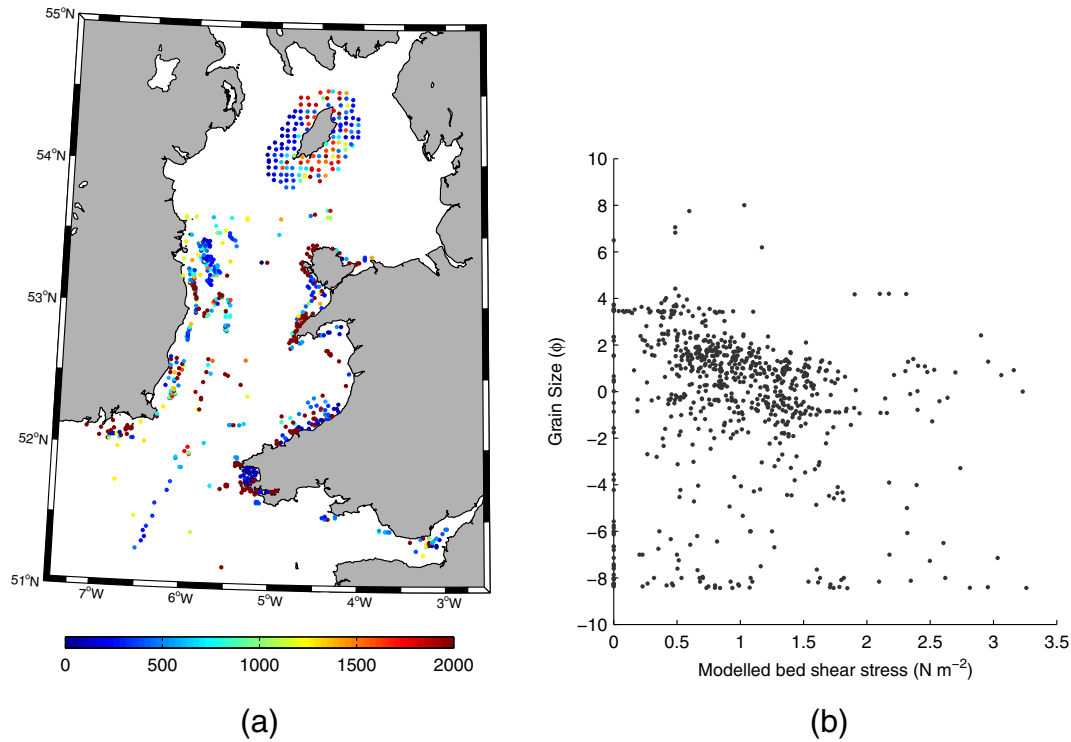 55°N
54°N
53°N
52°N
51°N
7°W 6°W 5°W 4°W 3°W
0 500 1000 1500 2000
(a)
10
8
6
4
2
0
−2
−4
−6
−8
−10
Grain Size (ϕ)
0 0.5 1 1.5 2 2.5 3 3.5
Modelled bed shear stress (N m⁻²)
(b)